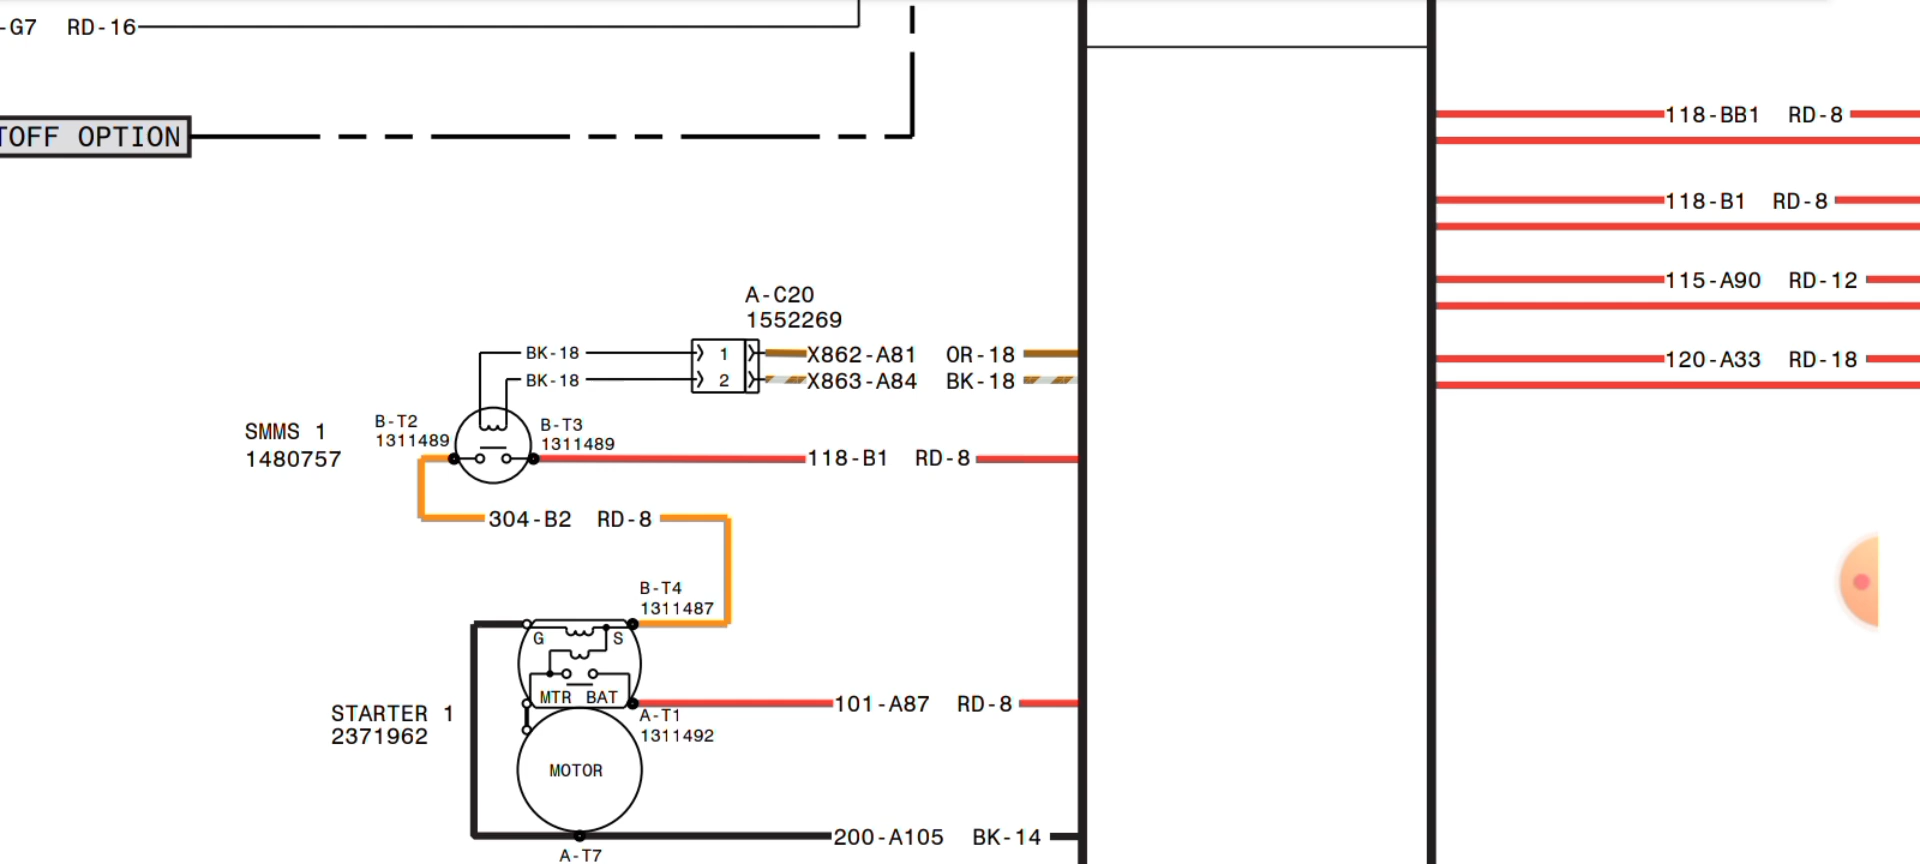 -G7 RD-16
TOFF OPTION
118-BB1 RD-8
118-B1 RD-8
115-A90 RD-12
120-A33 RD-18
A-C20
1552269
BK-18 1 X862-A81 OR-18
BK-18 2 X863-A84 BK-18
SMMS 1
1480757
B-T2
1311489
B-T3
1311489
118-B1 RD-8
304-B2 RD-8
B-T4
1311487
G S
MTR BAT
101-A87 RD-8
A-T1
1311492
STARTER 1
2371962
MOTOR
200-A105 BK-14
A-T7